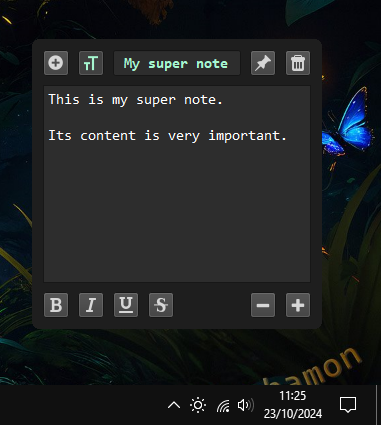 TT
My super note
This is my super note.
Its content is very important.
B I U S
hamon
11:25
23/10/2024